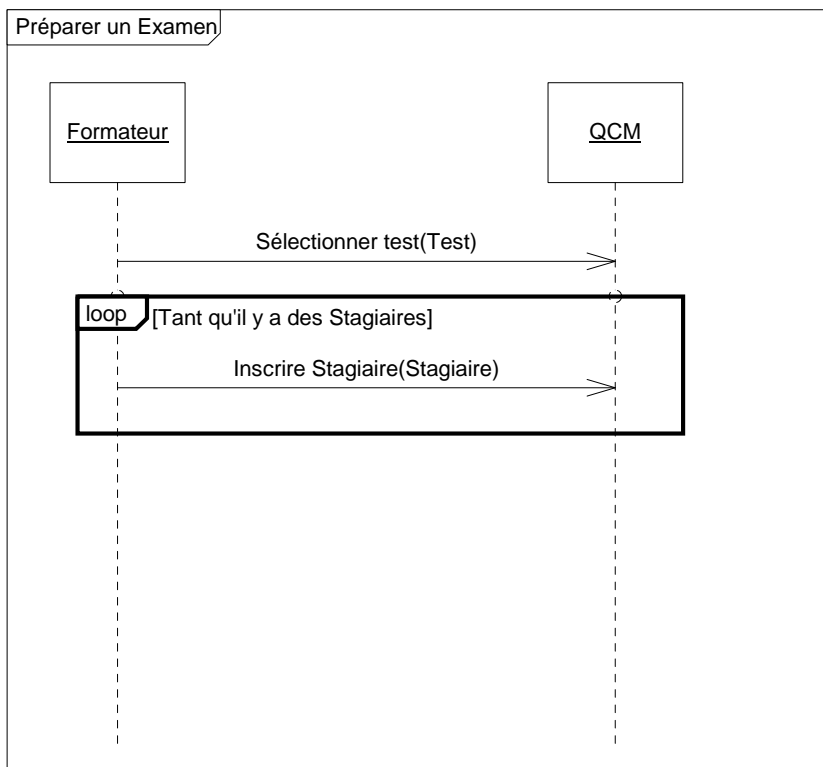 Préparer un Examen
Formateur
QCM
Sélectionner test(Test)
loop
[Tant qu'il y a des Stagiaires]
Inscrire Stagiaire(Stagiaire)